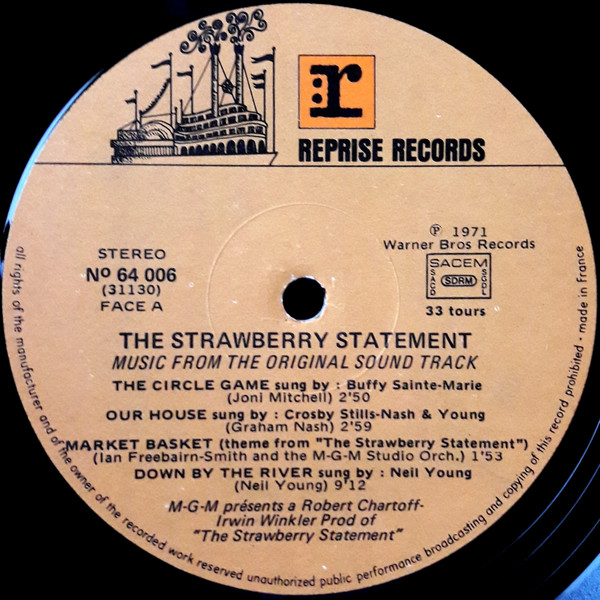 r
REPRISE RECORDS
STEREO
Nº 64 006
(31130)
FACE A
℗ 1971
Warner Bros Records
SACEM
SACD SDRM SGDL
33 tours
THE STRAWBERRY STATEMENT
MUSIC FROM THE ORIGINAL SOUND TRACK
THE CIRCLE GAME sung by : Buffy Sainte-Marie
(Joni Mitchell) 2'50
OUR HOUSE sung by : Crosby Stills-Nash & Young
(Graham Nash) 2'59
MARKET BASKET (theme from "The Strawberry Statement")
(Ian Freebairn-Smith and the M-G-M Studio Orch.) 1'53
DOWN BY THE RIVER sung by : Neil Young
(Neil Young) 9'12
M-G-M présents a Robert Chartoff-
Irwin Winkler Prod of
"The Strawberry Statement"
all rights of the manufacturer and of the owner of the recorded work reserved unauthorized public performance broadcasting and copying of this record prohibited - made in france